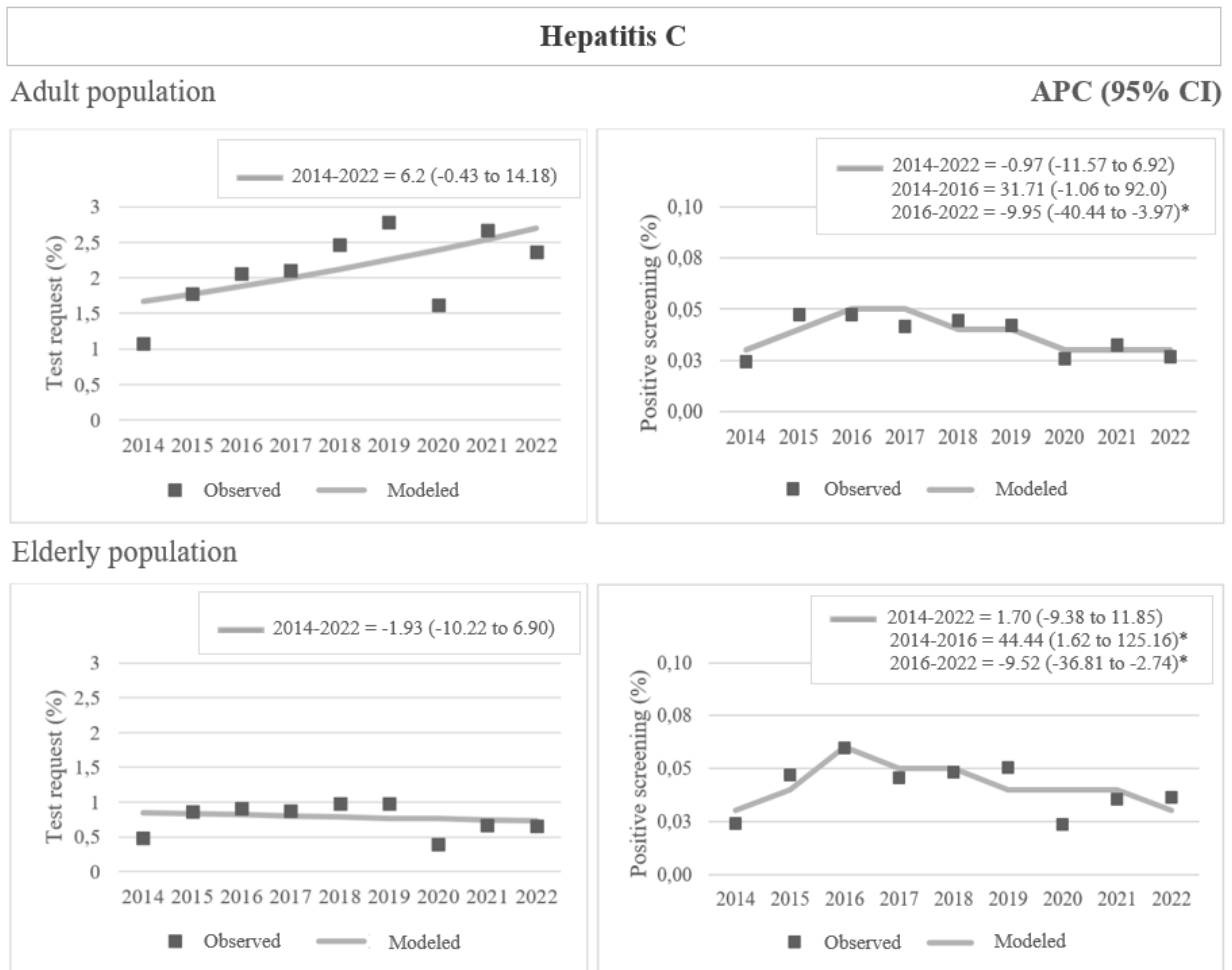 Hepatitis C
Adult population
APC (95% CI)
2014-2022 = 6.2 (-0.43 to 14.18)
Test request (%)
3
2,5
2
1,5
1
0,5
0
2014 2015 2016 2017 2018 2019 2020 2021 2022
Observed Modeled
2014-2022 = -0.97 (-11.57 to 6.92)
2014-2016 = 31.71 (-1.06 to 92.0)
2016-2022 = -9.95 (-40.44 to -3.97)*
Positive screening (%)
0,10
0,08
0,05
0,03
0,00
2014 2015 2016 2017 2018 2019 2020 2021 2022
Observed Modeled
Elderly population
2014-2022 = -1.93 (-10.22 to 6.90)
Test request (%)
3
2,5
2
1,5
1
0,5
0
2014 2015 2016 2017 2018 2019 2020 2021 2022
Observed Modeled
2014-2022 = 1.70 (-9.38 to 11.85)
2014-2016 = 44.44 (1.62 to 125.16)*
2016-2022 = -9.52 (-36.81 to -2.74)*
Positive screening (%)
0,10
0,08
0,05
0,03
0,00
2014 2015 2016 2017 2018 2019 2020 2021 2022
Observed Modeled